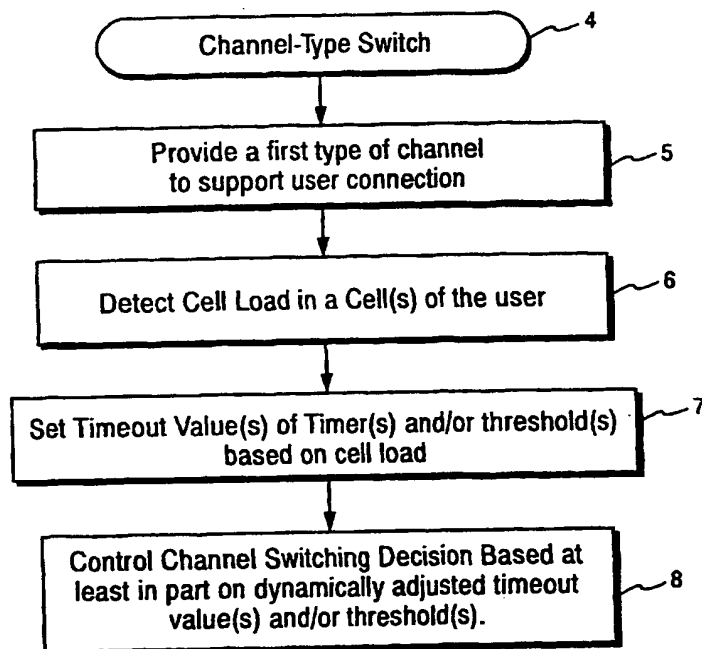 Channel-Type Switch
4
Provide a first type of channel
to support user connection
5
Detect Cell Load in a Cell(s) of the user
6
Set Timeout Value(s) of Timer(s) and/or threshold(s)
based on cell load
7
Control Channel Switching Decision Based at
least in part on dynamically adjusted timeout
value(s) and/or threshold(s).
8